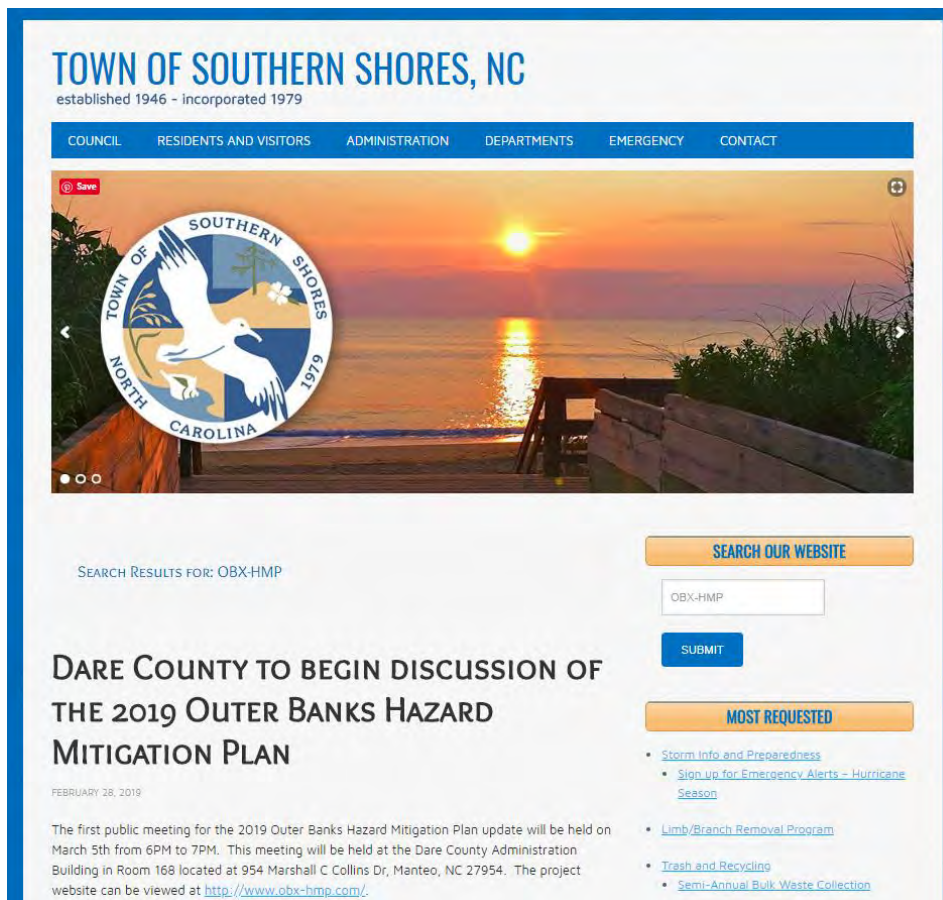 TOWN OF SOUTHERN SHORES, NC
established 1946 - incorporated 1979
COUNCIL RESIDENTS AND VISITORS ADMINISTRATION DEPARTMENTS EMERGENCY CONTACT
Save
TOWN OF SOUTHERN SHORES
NORTH CAROLINA 1979
SEARCH RESULTS FOR: OBX-HMP
DARE COUNTY TO BEGIN DISCUSSION OF
THE 2019 OUTER BANKS HAZARD
MITIGATION PLAN
FEBRUARY 28, 2019
The first public meeting for the 2019 Outer Banks Hazard Mitigation Plan update will be held on
March 5th from 6PM to 7PM. This meeting will be held at the Dare County Administration
Building in Room 168 located at 954 Marshall C Collins Dr, Manteo, NC 27954. The project
website can be viewed at http://www.obx-hmp.com/.
SEARCH OUR WEBSITE
OBX-HMP
SUBMIT
MOST REQUESTED
• Storm Info and Preparedness
• Sign up for Emergency Alerts – Hurricane
Season
• Limb/Branch Removal Program
• Trash and Recycling
• Semi-Annual Bulk Waste Collection